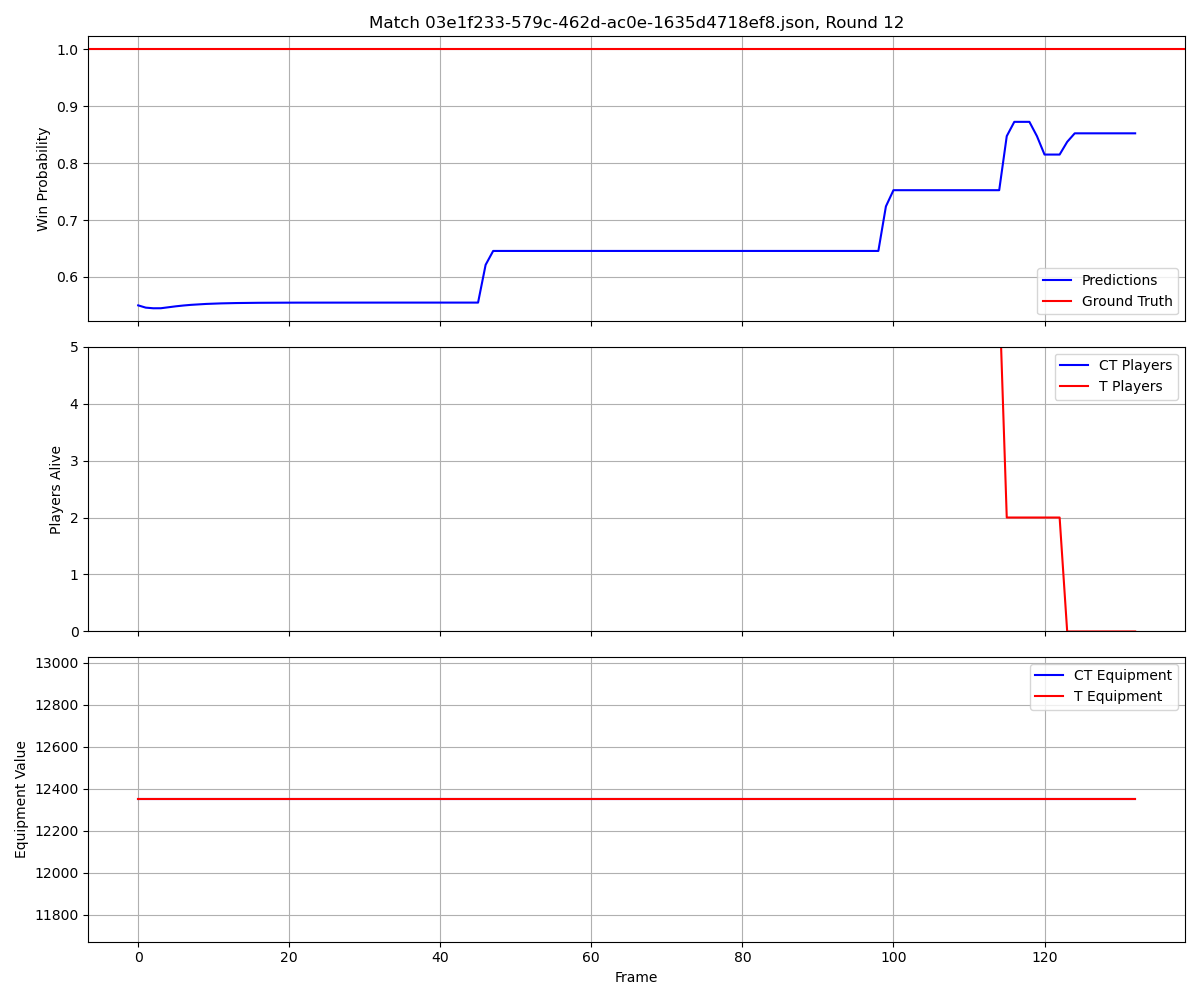 Match 03e1f233-579c-462d-ac0e-1635d4718ef8.json, Round 12
1.0
0.9
0.8
0.7
0.6
Win Probability
Predictions
Ground Truth
5
4
3
2
1
0
Players Alive
CT Players
T Players
13000
12800
12600
12400
12200
12000
11800
Equipment Value
CT Equipment
T Equipment
0 20 40 60 80 100 120
Frame